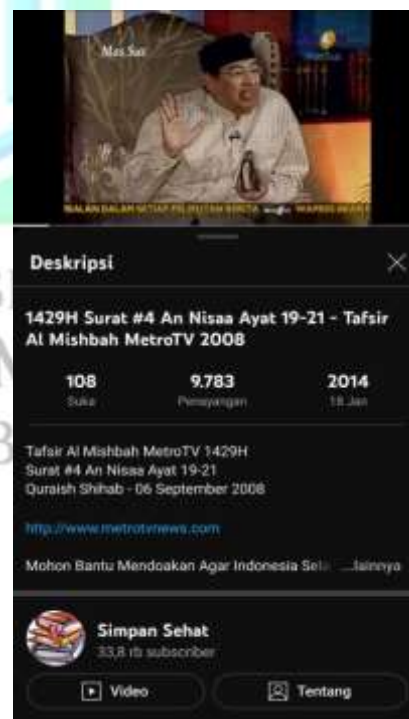 Mas Sat
Deskripsi
1429H Surat #4 An Nisaa Ayat 19-21 - Tafsir
Al Mishbah MetroTV 2008
108 9.783 2014
Suka Penayangan 18 Jan
Tafsir Al Mishbah MetroTV 1429H
Surat #4 An Nisaa Ayat 19-21
Quraish Shihab - 06 September 2008
http://www.metrotvnews.com
Mohon Bantu Mendoakan Agar Indonesia Sela ...lainnya
Simpan Sehat
33,8 rb subscriber
Video Tentang